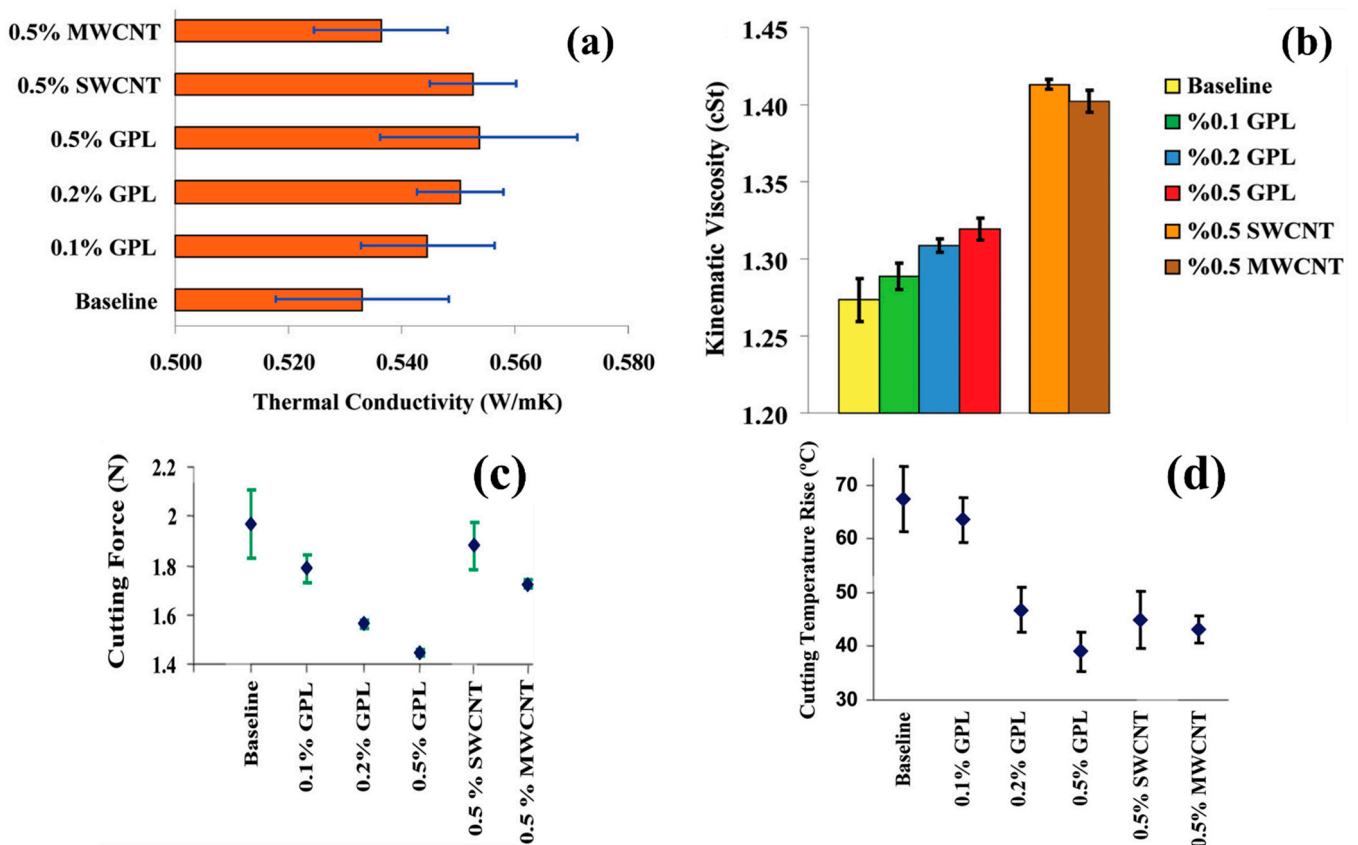 (a)
0.5% MWCNT
0.5% SWCNT
0.5% GPL
0.2% GPL
0.1% GPL
Baseline
0.500 0.520 0.540 0.560 0.580
Thermal Conductivity (W/mK)
(b)
Kinematic Viscosity (cSt)
1.45
1.40
1.35
1.30
1.25
1.20
Baseline
%0.1 GPL
%0.2 GPL
%0.5 GPL
%0.5 SWCNT
%0.5 MWCNT
(c)
Cutting Force (N)
2.2
2
1.8
1.6
1.4
Baseline
0.1% GPL
0.2% GPL
0.5% GPL
0.5 % SWCNT
0.5 % MWCNT
(d)
Cutting Temperature Rise (ºC)
70
60
50
40
30
Baseline
0.1% GPL
0.2% GPL
0.5% GPL
0.5% SWCNT
0.5% MWCNT